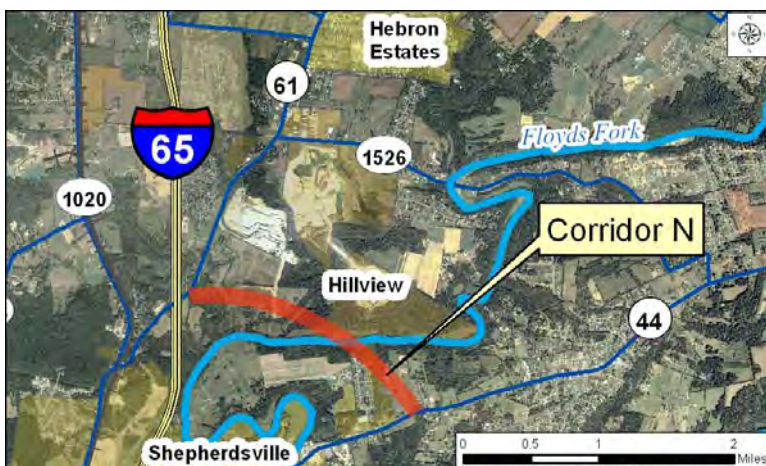 Hebron
Estates
61
65
Floyds Fork
1526
1020
Corridor N
Hillview
44
Shepherdsville
0 0.5 1 2
Miles